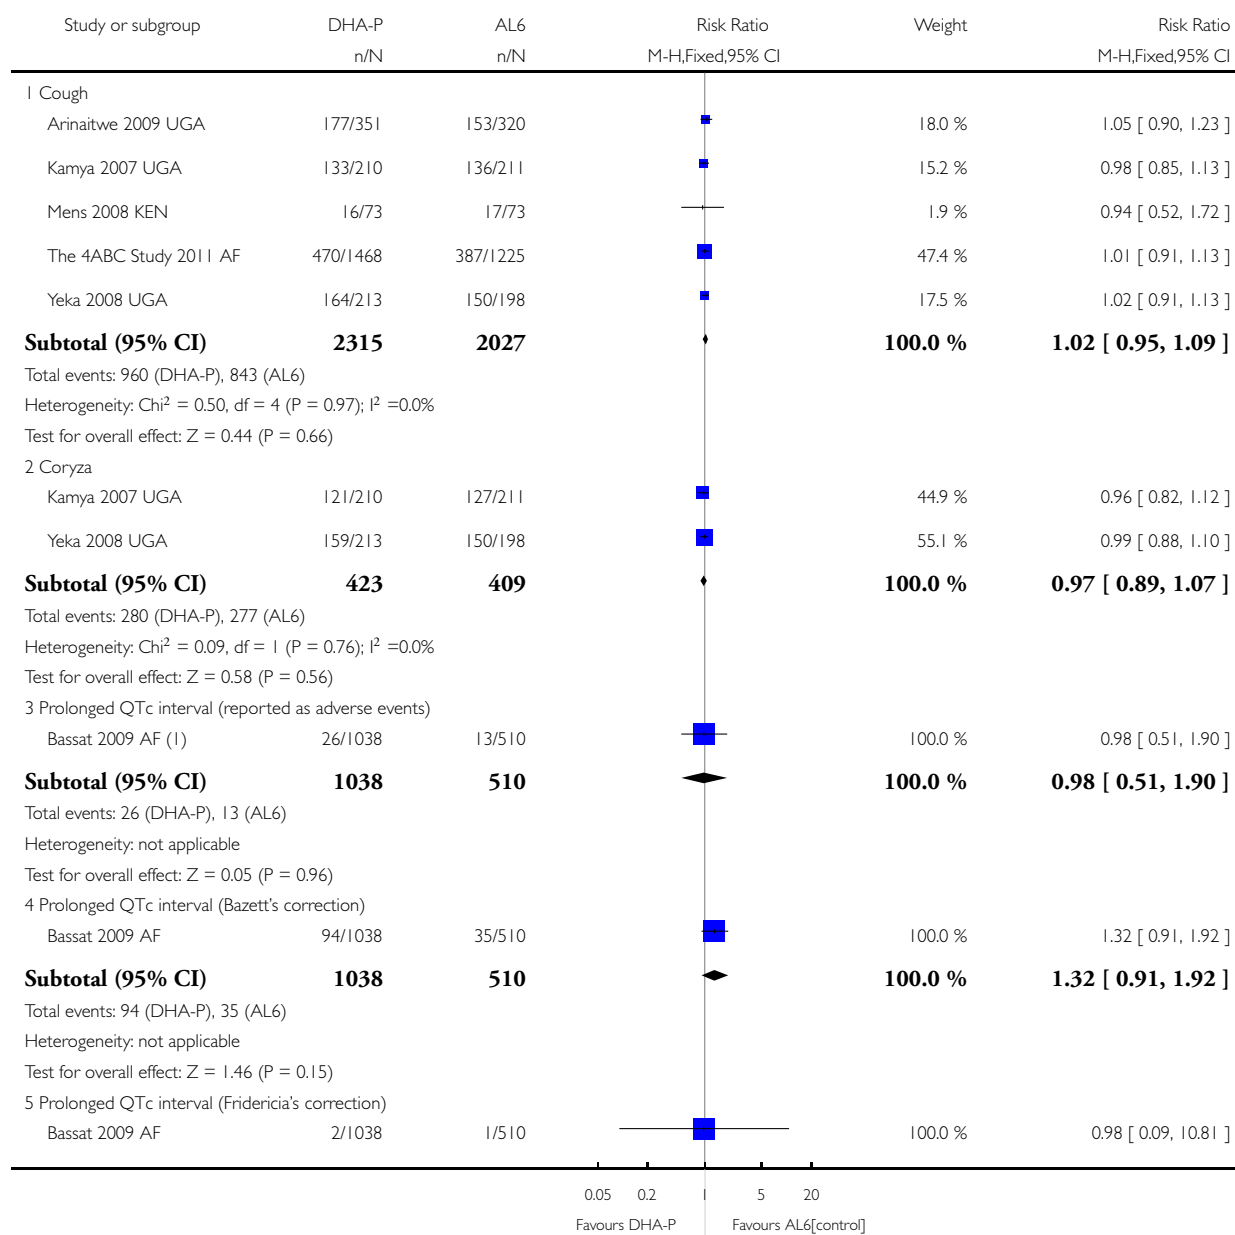 Study or subgroup DHA-P AL6 Risk Ratio Weight Risk Ratio
n/N n/N M-H,Fixed,95% CI M-H,Fixed,95% CI
1 Cough
Arinaitwe 2009 UGA 177/351 153/320 18.0 % 1.05 [ 0.90, 1.23 ]
Kamya 2007 UGA 133/210 136/211 15.2 % 0.98 [ 0.85, 1.13 ]
Mens 2008 KEN 16/73 17/73 1.9 % 0.94 [ 0.52, 1.72 ]
The 4ABC Study 2011 AF 470/1468 387/1225 47.4 % 1.01 [ 0.91, 1.13 ]
Yeka 2008 UGA 164/213 150/198 17.5 % 1.02 [ 0.91, 1.13 ]
Subtotal (95% CI) 2315 2027 100.0 % 1.02 [ 0.95, 1.09 ]
Total events: 960 (DHA-P), 843 (AL6)
Heterogeneity: Chi² = 0.50, df = 4 (P = 0.97); I² =0.0%
Test for overall effect: Z = 0.44 (P = 0.66)
2 Coryza
Kamya 2007 UGA 121/210 127/211 44.9 % 0.96 [ 0.82, 1.12 ]
Yeka 2008 UGA 159/213 150/198 55.1 % 0.99 [ 0.88, 1.10 ]
Subtotal (95% CI) 423 409 100.0 % 0.97 [ 0.89, 1.07 ]
Total events: 280 (DHA-P), 277 (AL6)
Heterogeneity: Chi² = 0.09, df = 1 (P = 0.76); I² =0.0%
Test for overall effect: Z = 0.58 (P = 0.56)
3 Prolonged QTc interval (reported as adverse events)
Bassat 2009 AF (1) 26/1038 13/510 100.0 % 0.98 [ 0.51, 1.90 ]
Subtotal (95% CI) 1038 510 100.0 % 0.98 [ 0.51, 1.90 ]
Total events: 26 (DHA-P), 13 (AL6)
Heterogeneity: not applicable
Test for overall effect: Z = 0.05 (P = 0.96)
4 Prolonged QTc interval (Bazett's correction)
Bassat 2009 AF 94/1038 35/510 100.0 % 1.32 [ 0.91, 1.92 ]
Subtotal (95% CI) 1038 510 100.0 % 1.32 [ 0.91, 1.92 ]
Total events: 94 (DHA-P), 35 (AL6)
Heterogeneity: not applicable
Test for overall effect: Z = 1.46 (P = 0.15)
5 Prolonged QTc interval (Fridericia's correction)
Bassat 2009 AF 2/1038 1/510 100.0 % 0.98 [ 0.09, 10.81 ]
0.05 0.2 1 5 20
Favours DHA-P Favours AL6[control]